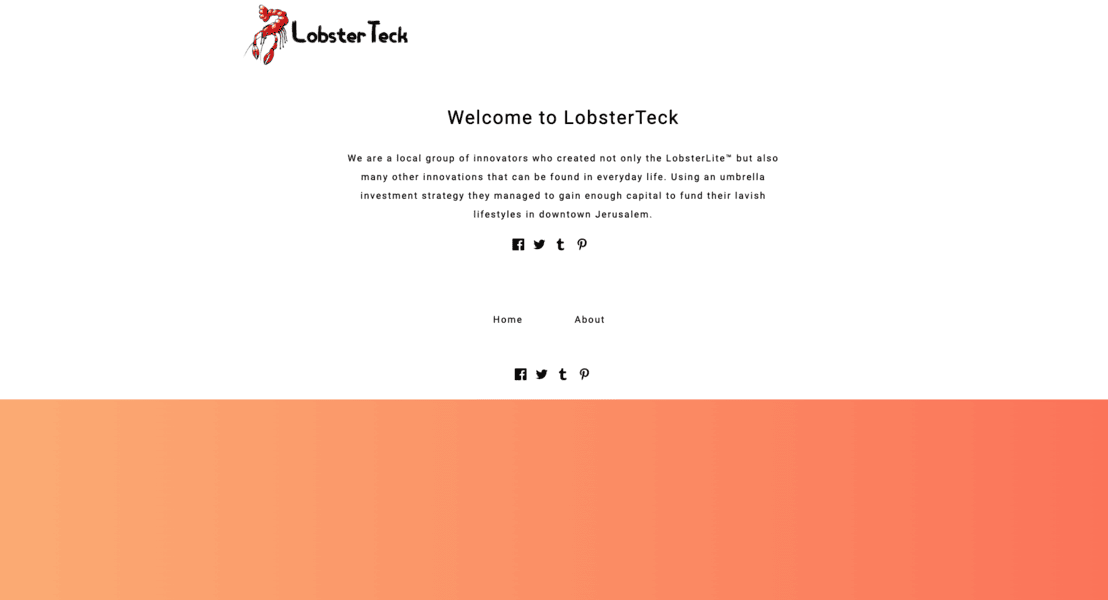 LobsterTeck
Welcome to LobsterTeck
We are a local group of innovators who created not only the LobsterLite™ but also
many other innovations that can be found in everyday life. Using an umbrella
investment strategy they managed to gain enough capital to fund their lavish
lifestyles in downtown Jerusalem.
Home About